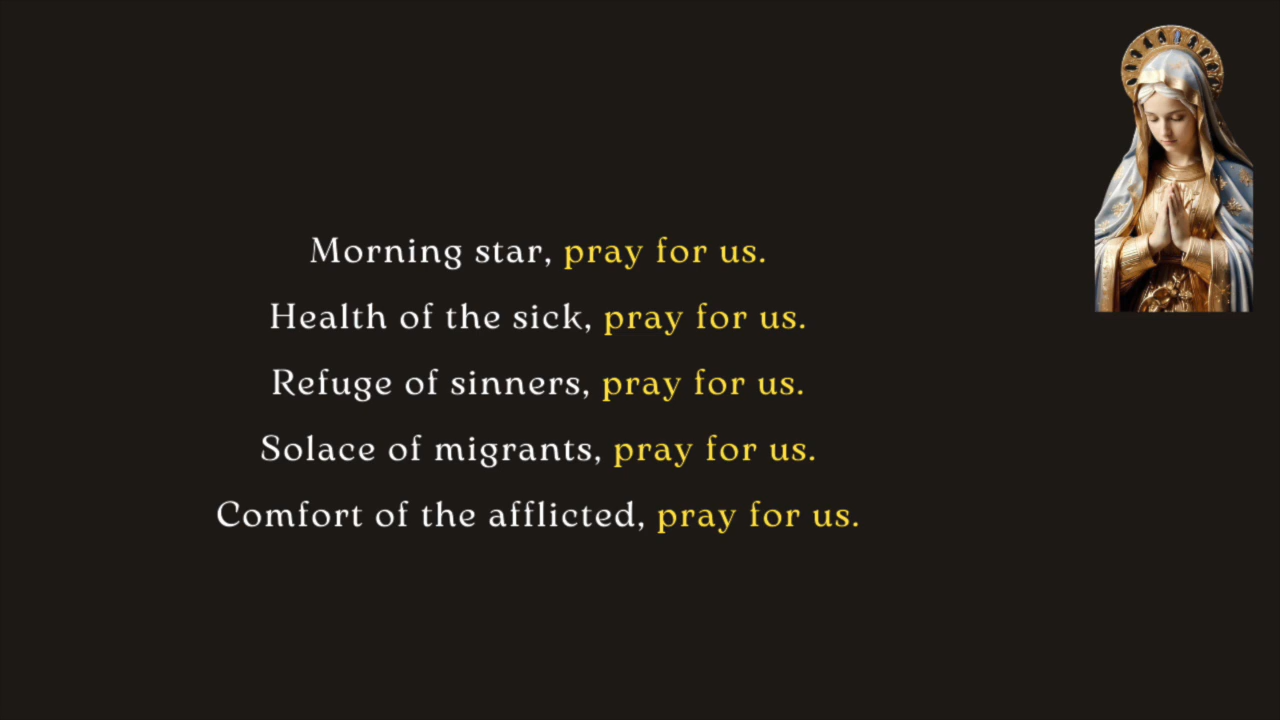 Morning star, pray for us.
Health of the sick, pray for us.
Refuge of sinners, pray for us.
Solace of migrants, pray for us.
Comfort of the afflicted, pray for us.